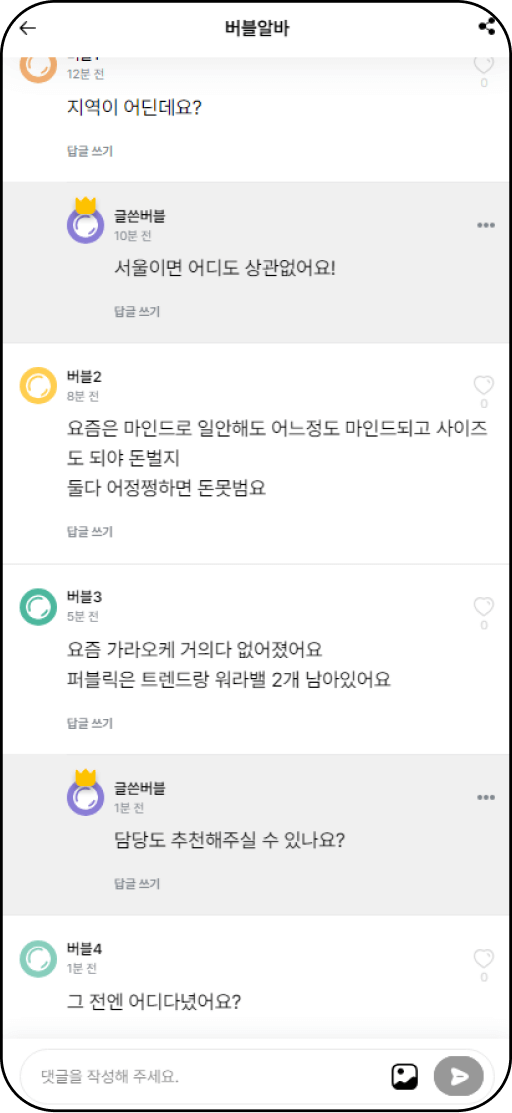 버블알바
12분 전
0
지역이 어딘데요?
답글 쓰기
글쓴버블
10분 전
서울이면 어디도 상관없어요!
답글 쓰기
버블2
8분 전
0
요즘은 마인드로 일안해도 어느정도 마인드되고 사이즈
도 되야 돈벌지
둘다 어정쩡하면 돈못범요
답글 쓰기
버블3
5분 전
0
요즘 가라오케 거의다 없어졌어요
퍼블릭은 트렌드랑 워라밸 2개 남아있어요
답글 쓰기
글쓴버블
1분 전
담당도 추천해주실 수 있나요?
답글 쓰기
버블4
1분 전
0
그 전엔 어디다녔어요?
댓글을 작성해 주세요.